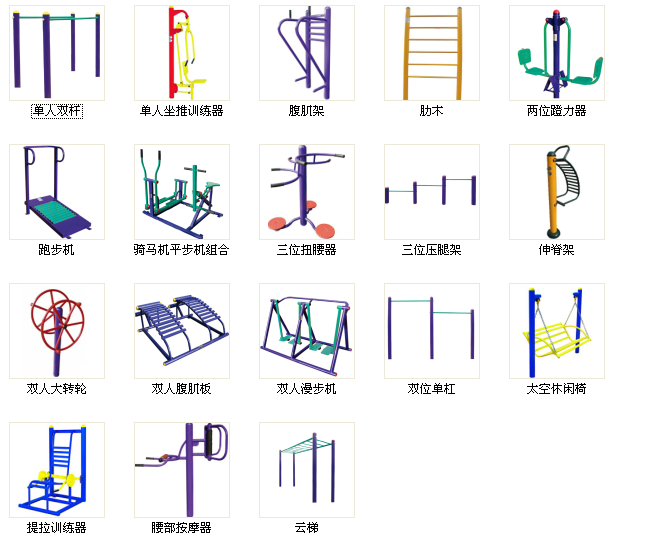 单人双杆
单人坐推训练器
腹肌架
肋木
两位蹬力器
跑步机
骑马机平步机组合
三位扭腰器
三位压腿架
伸脊架
双人大转轮
双人腹肌板
双人漫步机
双位单杠
太空休闲椅
提拉训练器
腰部按摩器
云梯